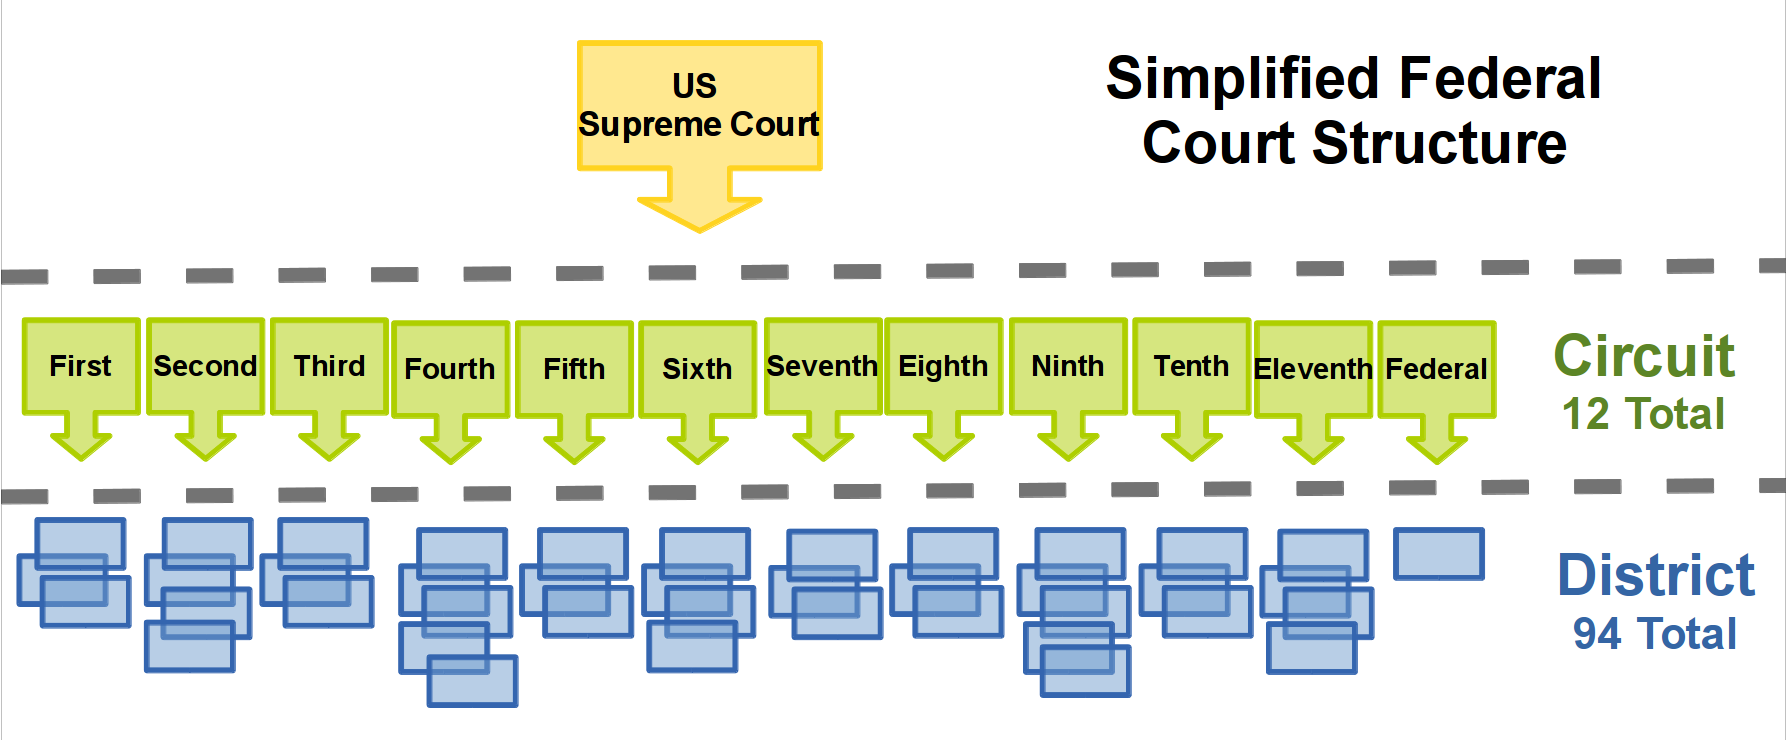 US
Supreme Court
Simplified Federal
Court Structure
First
Second
Third
Fourth
Fifth
Sixth
Seventh
Eighth
Ninth
Tenth
Eleventh
Federal
Circuit
12 Total
District
94 Total